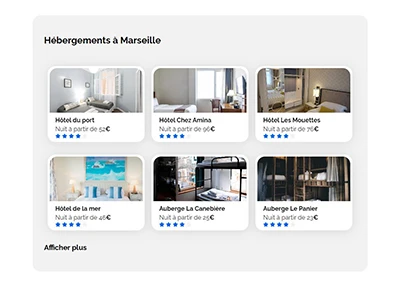 Hébergements à Marseille
Hôtel du port
Nuit à partir de 52€
Hôtel Chez Amina
Nuit à partir de 96€
Hôtel Les Mouettes
Nuit à partir de 76€
Hôtel de la mer
Nuit à partir de 46€
Auberge La Canebière
Nuit à partir de 25€
Auberge Le Panier
Nuit à partir de 23€
Afficher plus